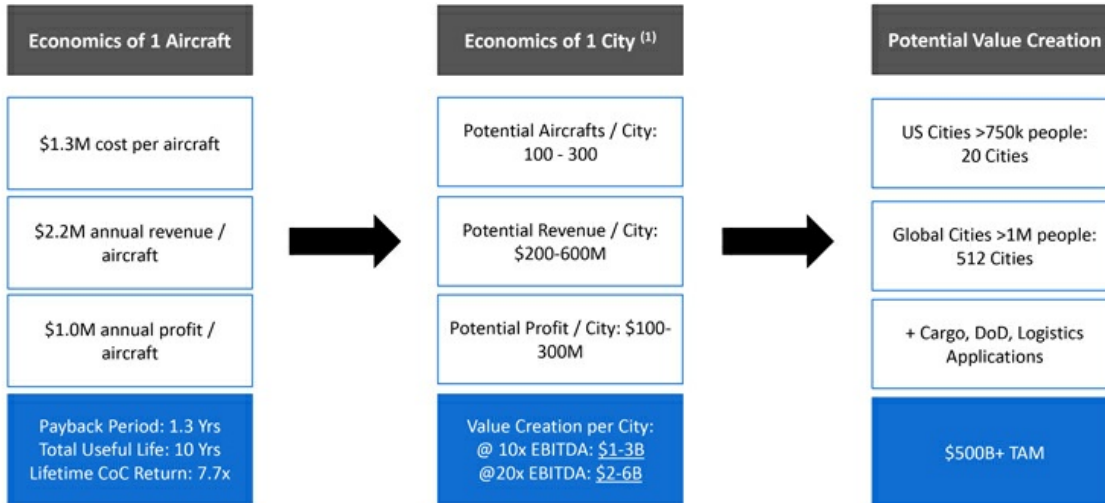 Economics of 1 Aircraft
$1.3M cost per aircraft
$2.2M annual revenue /
aircraft
$1.0M annual profit /
aircraft
Payback Period: 1.3 Yrs
Total Useful Life: 10 Yrs
Lifetime CoC Return: 7.7x
Economics of 1 City (1)
Potential Aircrafts / City:
100 - 300
Potential Revenue / City:
$200-600M
Potential Profit / City: $100-
300M
Value Creation per City:
@ 10x EBITDA: $1-3B
@20x EBITDA: $2-6B
Potential Value Creation
US Cities >750k people:
20 Cities
Global Cities >1M people:
512 Cities
+ Cargo, DoD, Logistics
Applications
$500B+ TAM